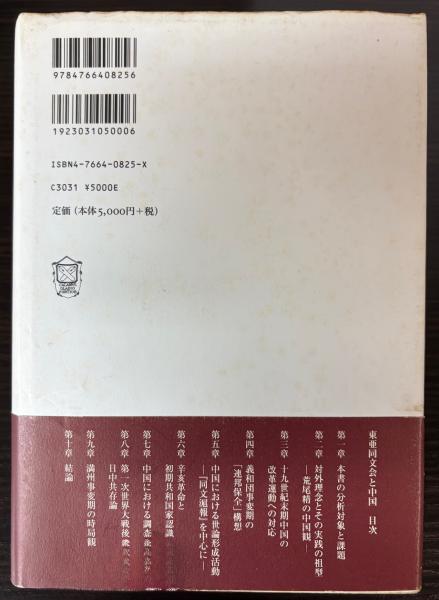 9784766408256
1923031050006
ISBN4-7664-0825-X
C3031 ¥5000E
定価（本体5,000円＋税）
CALAMVS
GLADIO
FORTIOR
東亜同文会と中国　目次
第一章　本書の分析対象と課題
第二章　対外理念とその実践の祖型
―荒尾精の中国観―
第三章　十九世紀末期中国の
改革運動への対応
第四章　義和団事変期の
「連邦保全」構想
第五章　中国における世論形成活動
―『同文滬報』を中心に―
第六章　辛亥革命と
初期共和国家認識
第七章　中国における調査
第八章　第一次世界大戦後
日中共存論
第九章　満州事変期の時局観
第十章　結論